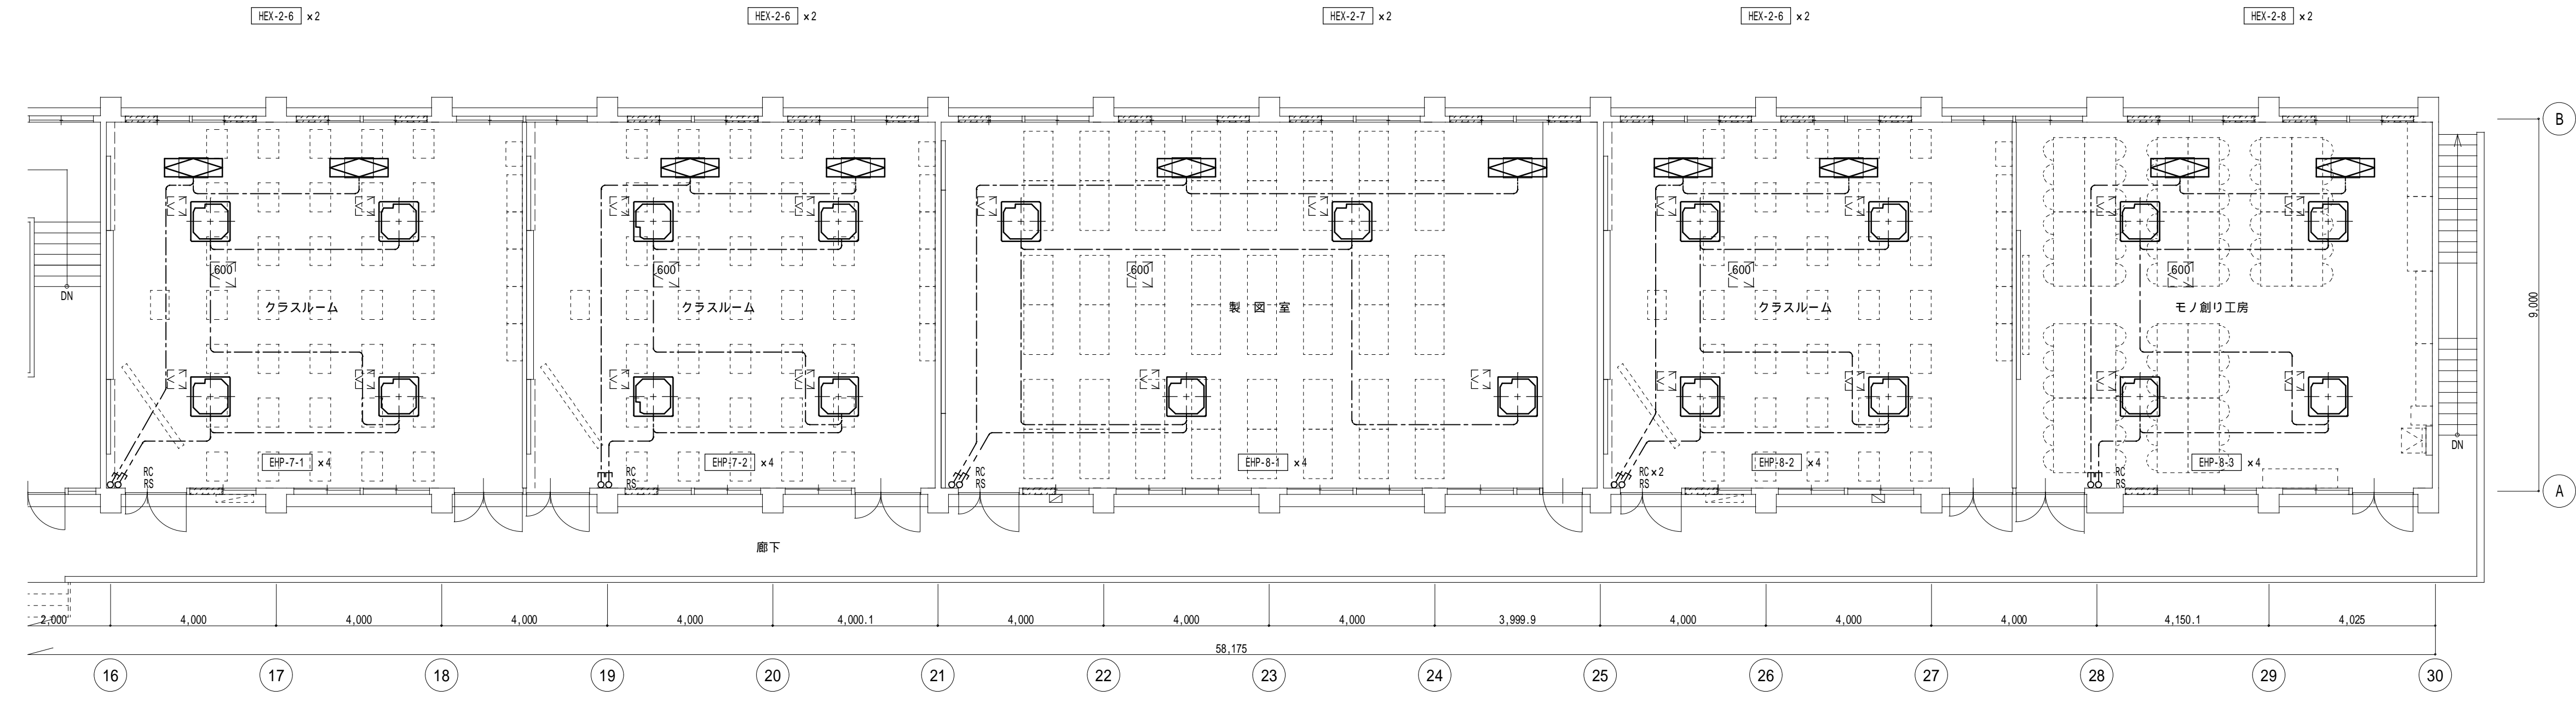 HEX-2-6 ×2 HEX-2-6 ×2 HEX-2-7 ×2 HEX-2-6 ×2 HEX-2-8 ×2
B
600 600 600 600 600
DN クラスルーム クラスルーム 製 図 室 クラスルーム モノ創り工房 9,000
DN
EHP-7-1 ×4 EHP-7-2 ×4 EHP-8-1 ×4 EHP-8-2 ×4 EHP-8-3 ×4
RC RC RC RC×2 RC
RS RS RS RS RS
A
廊下
2,000 4,000 4,000 4,000 4,000 4,000.1 4,000 4,000 4,000 3,999.9 4,000 4,000 4,000 4,150.1 4,025
58,175
16 17 18 19 20 21 22 23 24 25 26 27 28 29 30